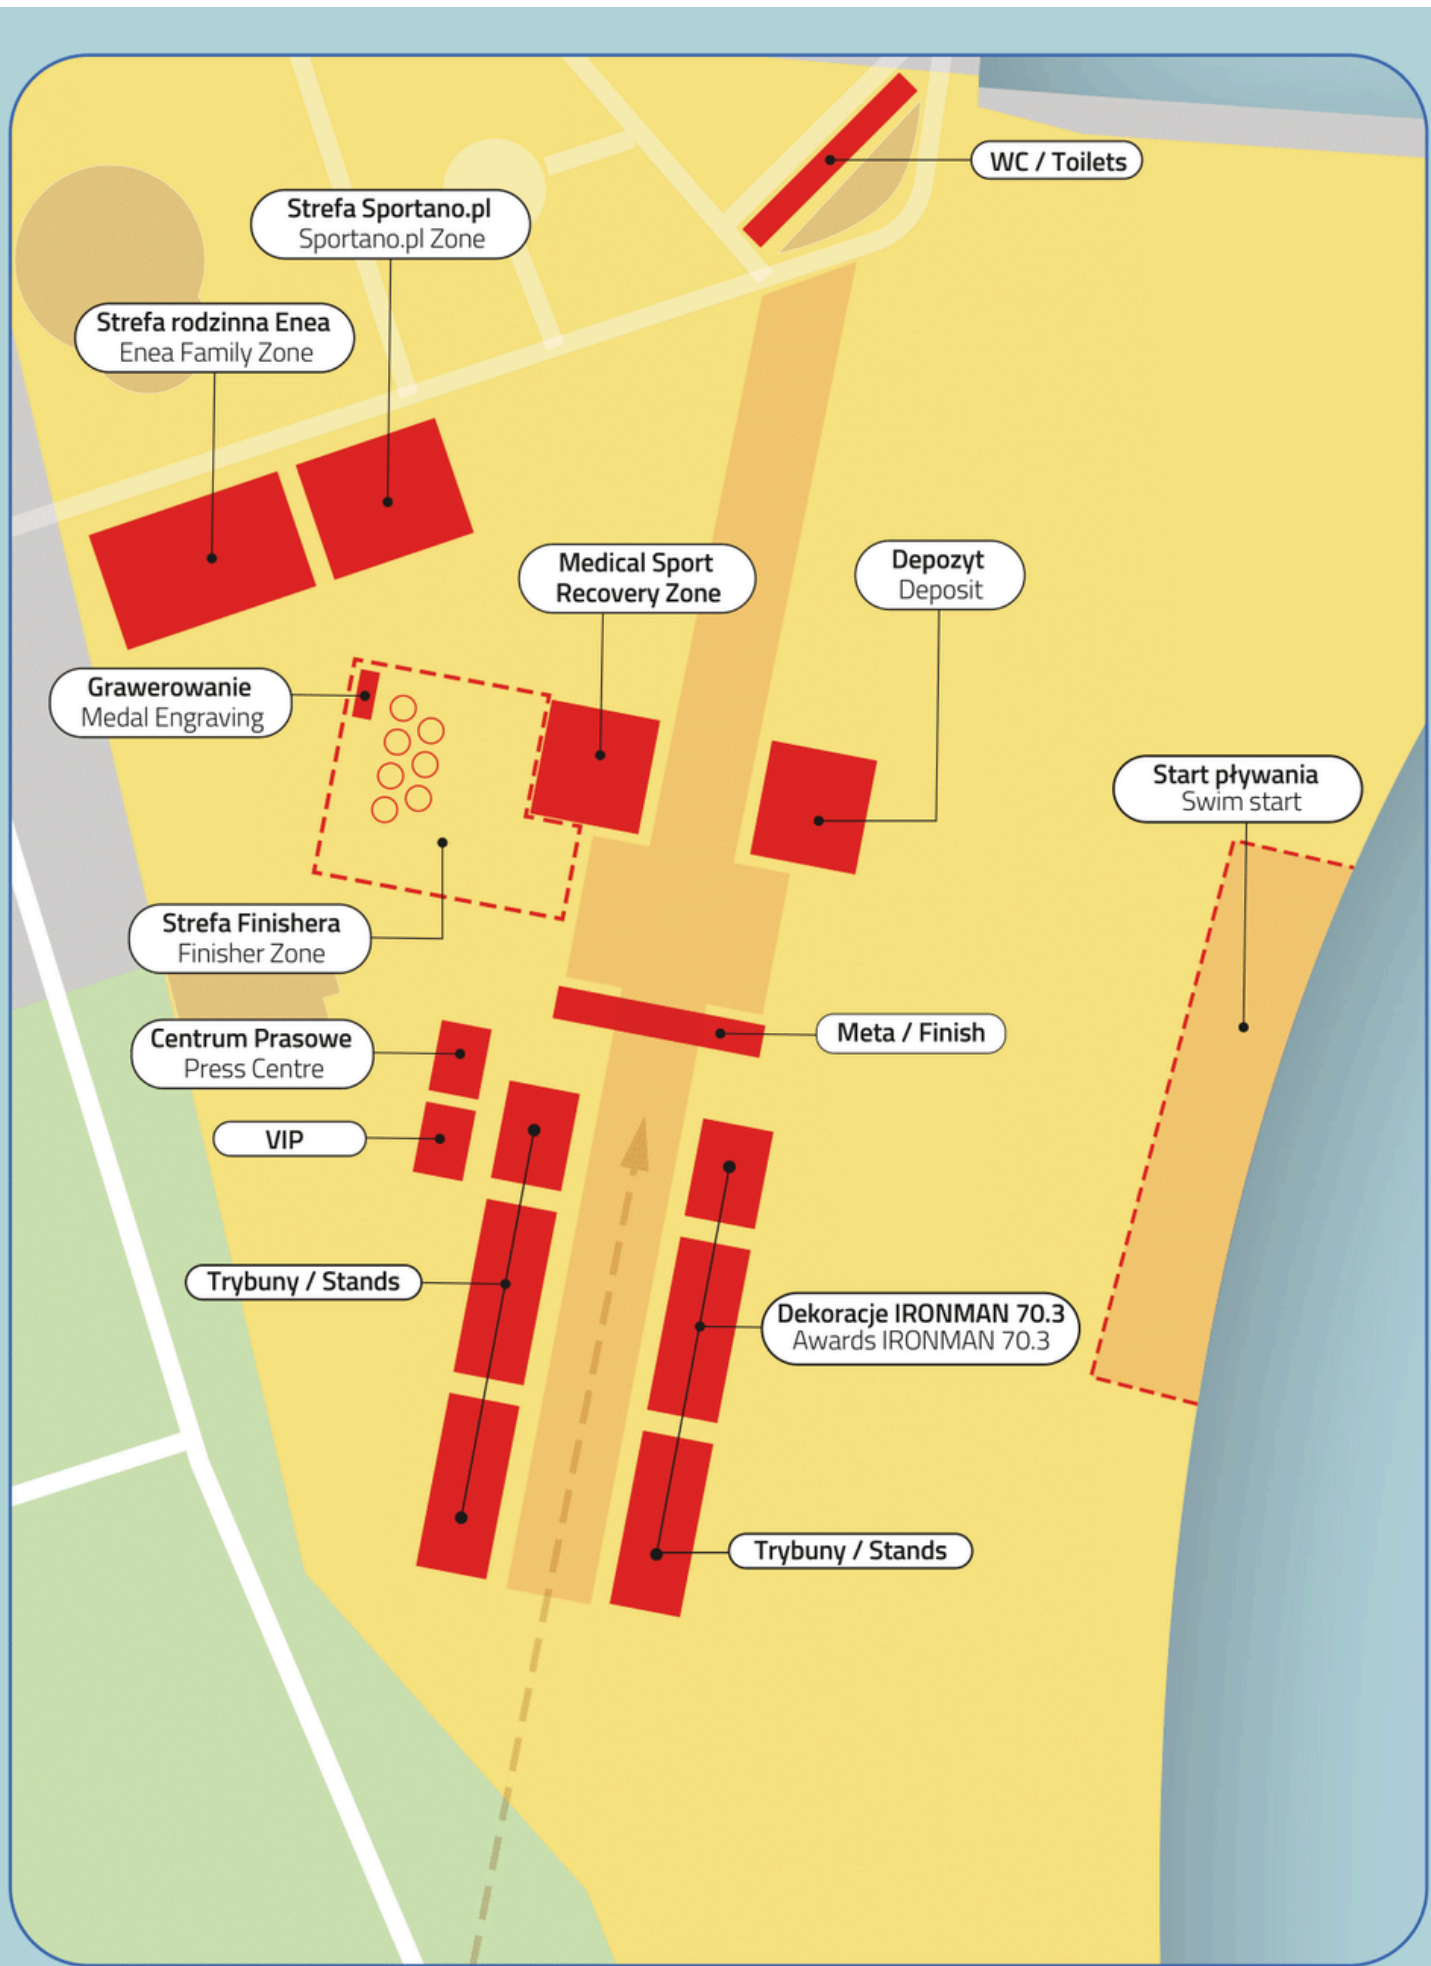 WC / Toilets
Strefa Sportano.pl
Sportano.pl Zone
Strefa rodzinna Enea
Enea Family Zone
Medical Sport
Recovery Zone
Depozyt
Deposit
Grawerowanie
Medal Engraving
Start pływania
Swim start
Strefa Finishera
Finisher Zone
Centrum Prasowe
Press Centre
Meta / Finish
VIP
Trybuny / Stands
Dekoracje IRONMAN 70.3
Awards IRONMAN 70.3
Trybuny / Stands